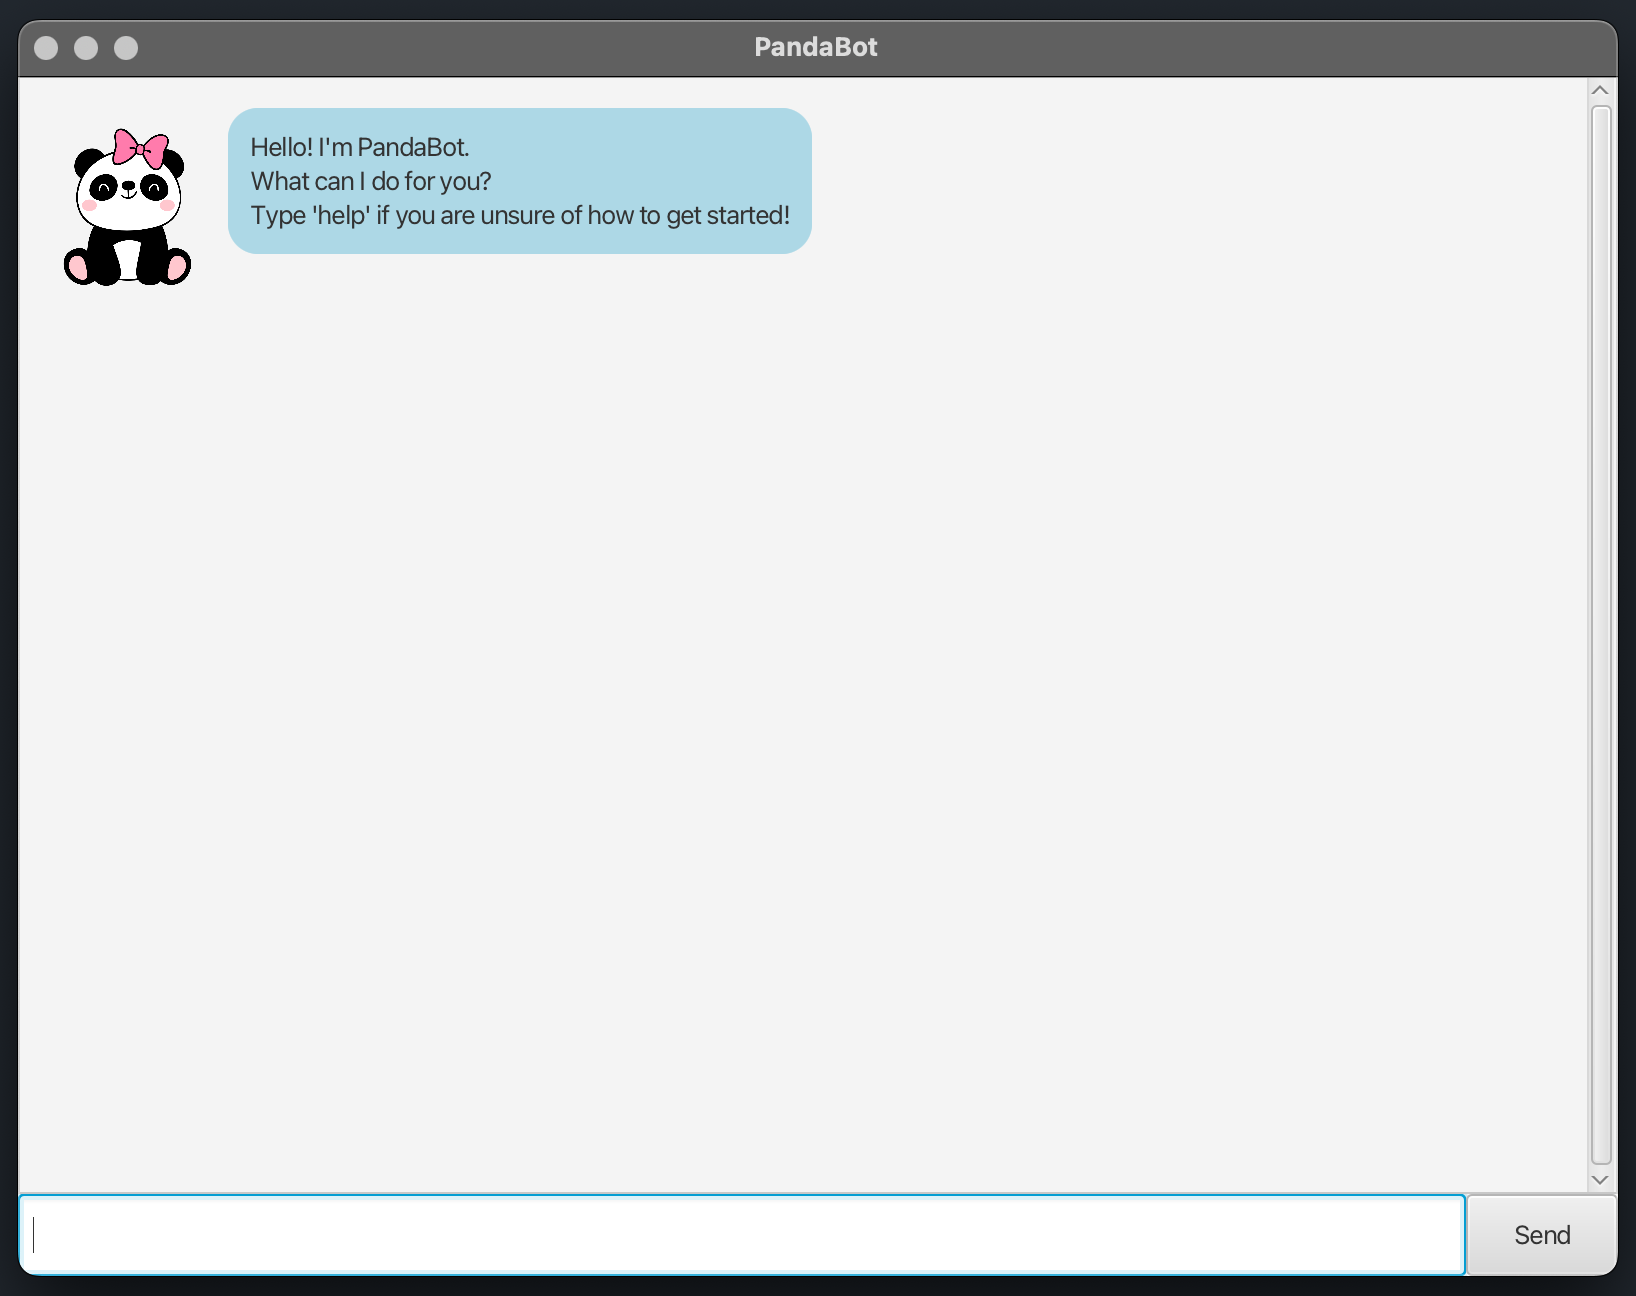 PandaBot
Hello! I'm PandaBot.
What can I do for you?
Type 'help' if you are unsure of how to get started!
Send